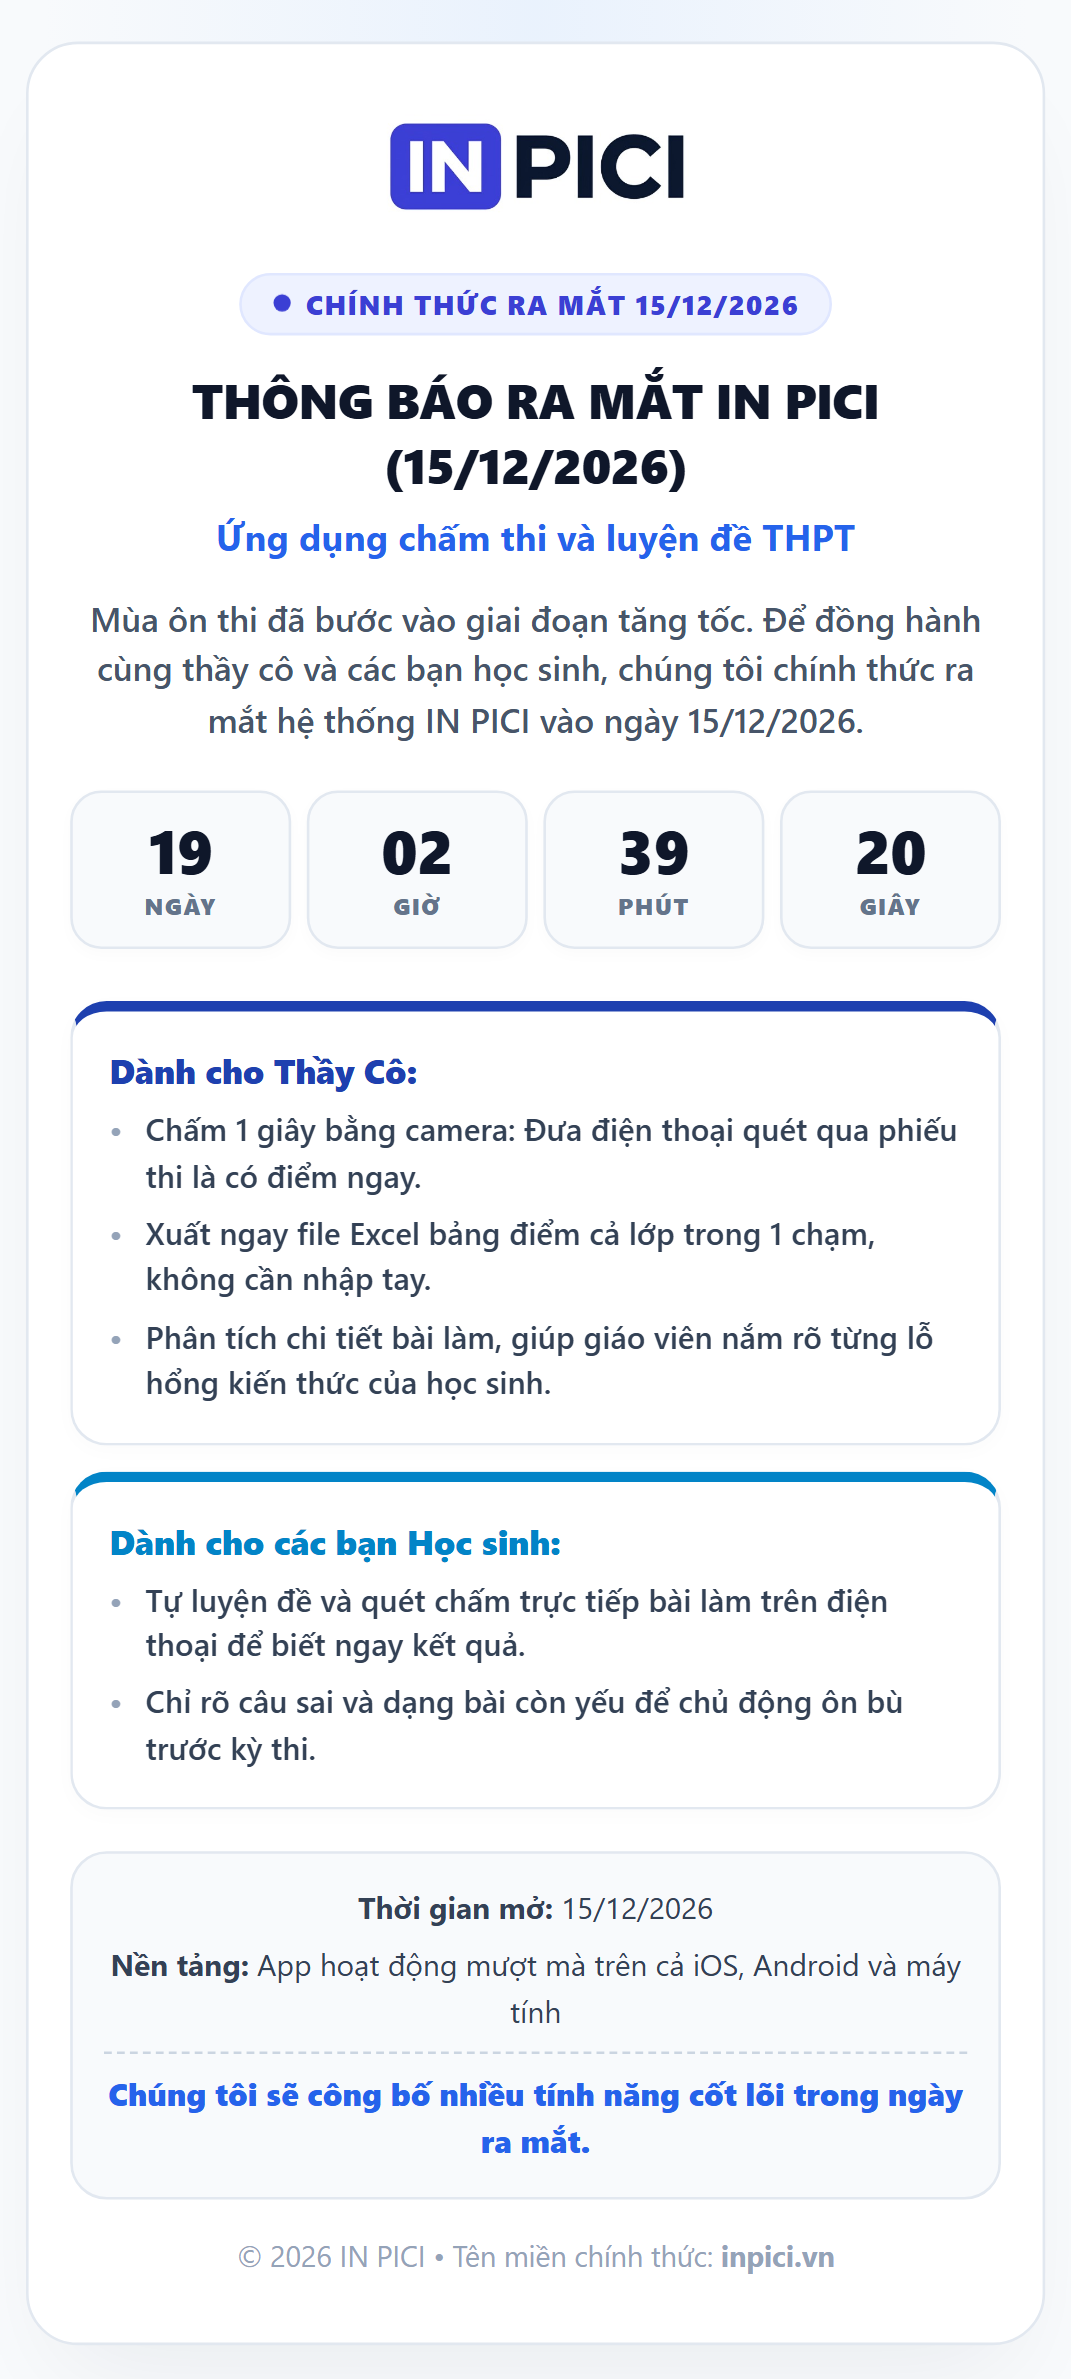 IN PICI
CHÍNH THỨC RA MẮT 15/12/2026
THÔNG BÁO RA MẮT IN PICI
(15/12/2026)
Ứng dụng chấm thi và luyện đề THPT
Mùa ôn thi đã bước vào giai đoạn tăng tốc. Để đồng hành
cùng thầy cô và các bạn học sinh, chúng tôi chính thức ra
mắt hệ thống IN PICI vào ngày 15/12/2026.
19 02 39 20
NGÀY GIỜ PHÚT GIÂY
Dành cho Thầy Cô:
• Chấm 1 giây bằng camera: Đưa điện thoại quét qua phiếu
thi là có điểm ngay.
• Xuất ngay file Excel bảng điểm cả lớp trong 1 chạm,
không cần nhập tay.
• Phân tích chi tiết bài làm, giúp giáo viên nắm rõ từng lỗ
hổng kiến thức của học sinh.
Dành cho các bạn Học sinh:
• Tự luyện đề và quét chấm trực tiếp bài làm trên điện
thoại để biết ngay kết quả.
• Chỉ rõ câu sai và dạng bài còn yếu để chủ động ôn bù
trước kỳ thi.
Thời gian mở: 15/12/2026
Nền tảng: App hoạt động mượt mà trên cả iOS, Android và máy
tính
Chúng tôi sẽ công bố nhiều tính năng cốt lõi trong ngày
ra mắt.
© 2026 IN PICI • Tên miền chính thức: inpici.vn